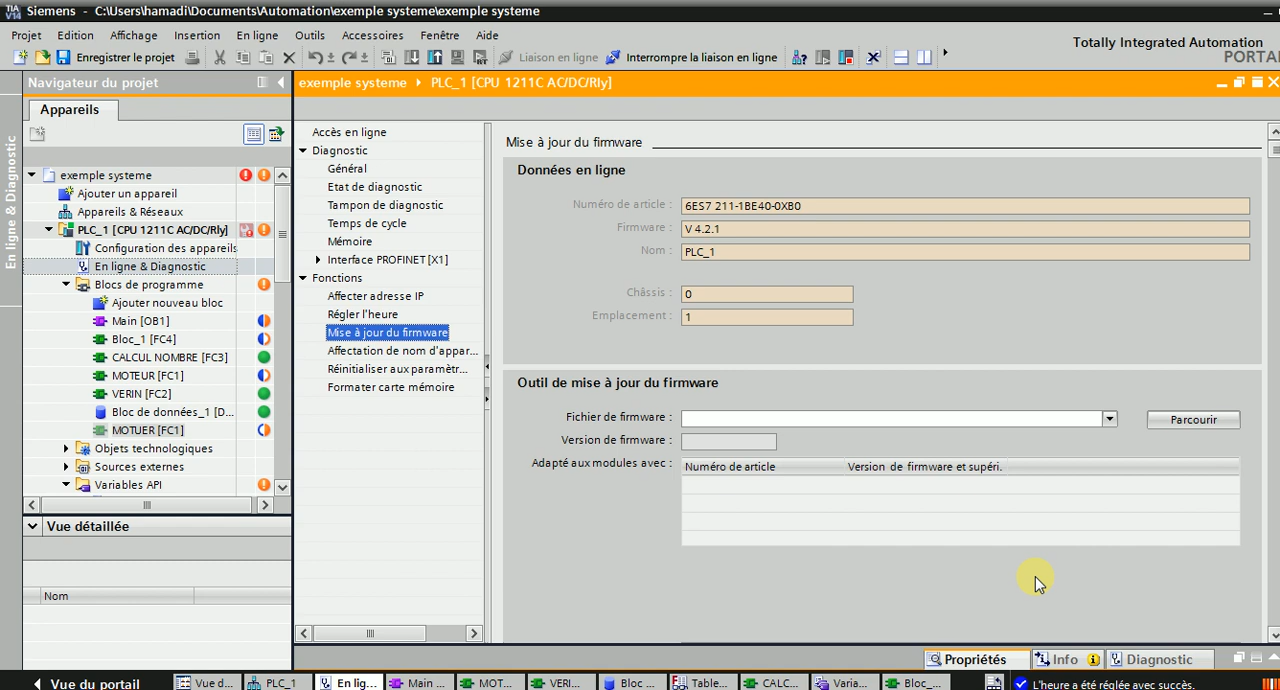 TIA V14 Siemens - C:\Users\hamadi\Documents\Automation\exemple systeme\exemple systeme
Projet Edition Affichage Insertion En ligne Outils Accessoires Fenêtre Aide
Totally Integrated Automation
PORTA
Enregistrer le projet Liaison en ligne Interrompre la liaison en ligne
Navigateur du projet
exemple systeme PLC_1 [CPU 1211C AC/DC/Rly]
Appareils
En ligne & Diagnostic
exemple systeme
Ajouter un appareil
Appareils & Réseaux
PLC_1 [CPU 1211C AC/DC/Rly]
Configuration des appareils
En ligne & Diagnostic
Blocs de programme
Ajouter nouveau bloc
Main [OB1]
Bloc_1 [FC4]
CALCUL NOMBRE [FC3]
MOTEUR [FC1]
VERIN [FC2]
Bloc de données_1 [D...
MOTUER [FC1]
Objets technologiques
Sources externes
Variables API
Vue détaillée
Nom
Accès en ligne
Diagnostic
Général
Etat de diagnostic
Tampon de diagnostic
Temps de cycle
Mémoire
Interface PROFINET [X1]
Fonctions
Affecter adresse IP
Régler l'heure
Mise à jour du firmware
Affectation de nom d'appar...
Réinitialiser aux paramètr...
Formater carte mémoire
Mise à jour du firmware
Données en ligne
Numéro de article : 6ES7 211-1BE40-0XB0
Firmware : V 4.2.1
Nom : PLC_1
Châssis : 0
Emplacement : 1
Outil de mise à jour du firmware
Fichier de firmware : Parcourir
Version de firmware :
Adapté aux modules avec : Numéro de article Version de firmware et supéri.
Propriétés Info Diagnostic
Vue du portail Vue d... PLC_1 En lig... Main ... MOT... VERI... Bloc ... Table... CALC... Varia... Bloc_... L'heure a été réglée avec succès.